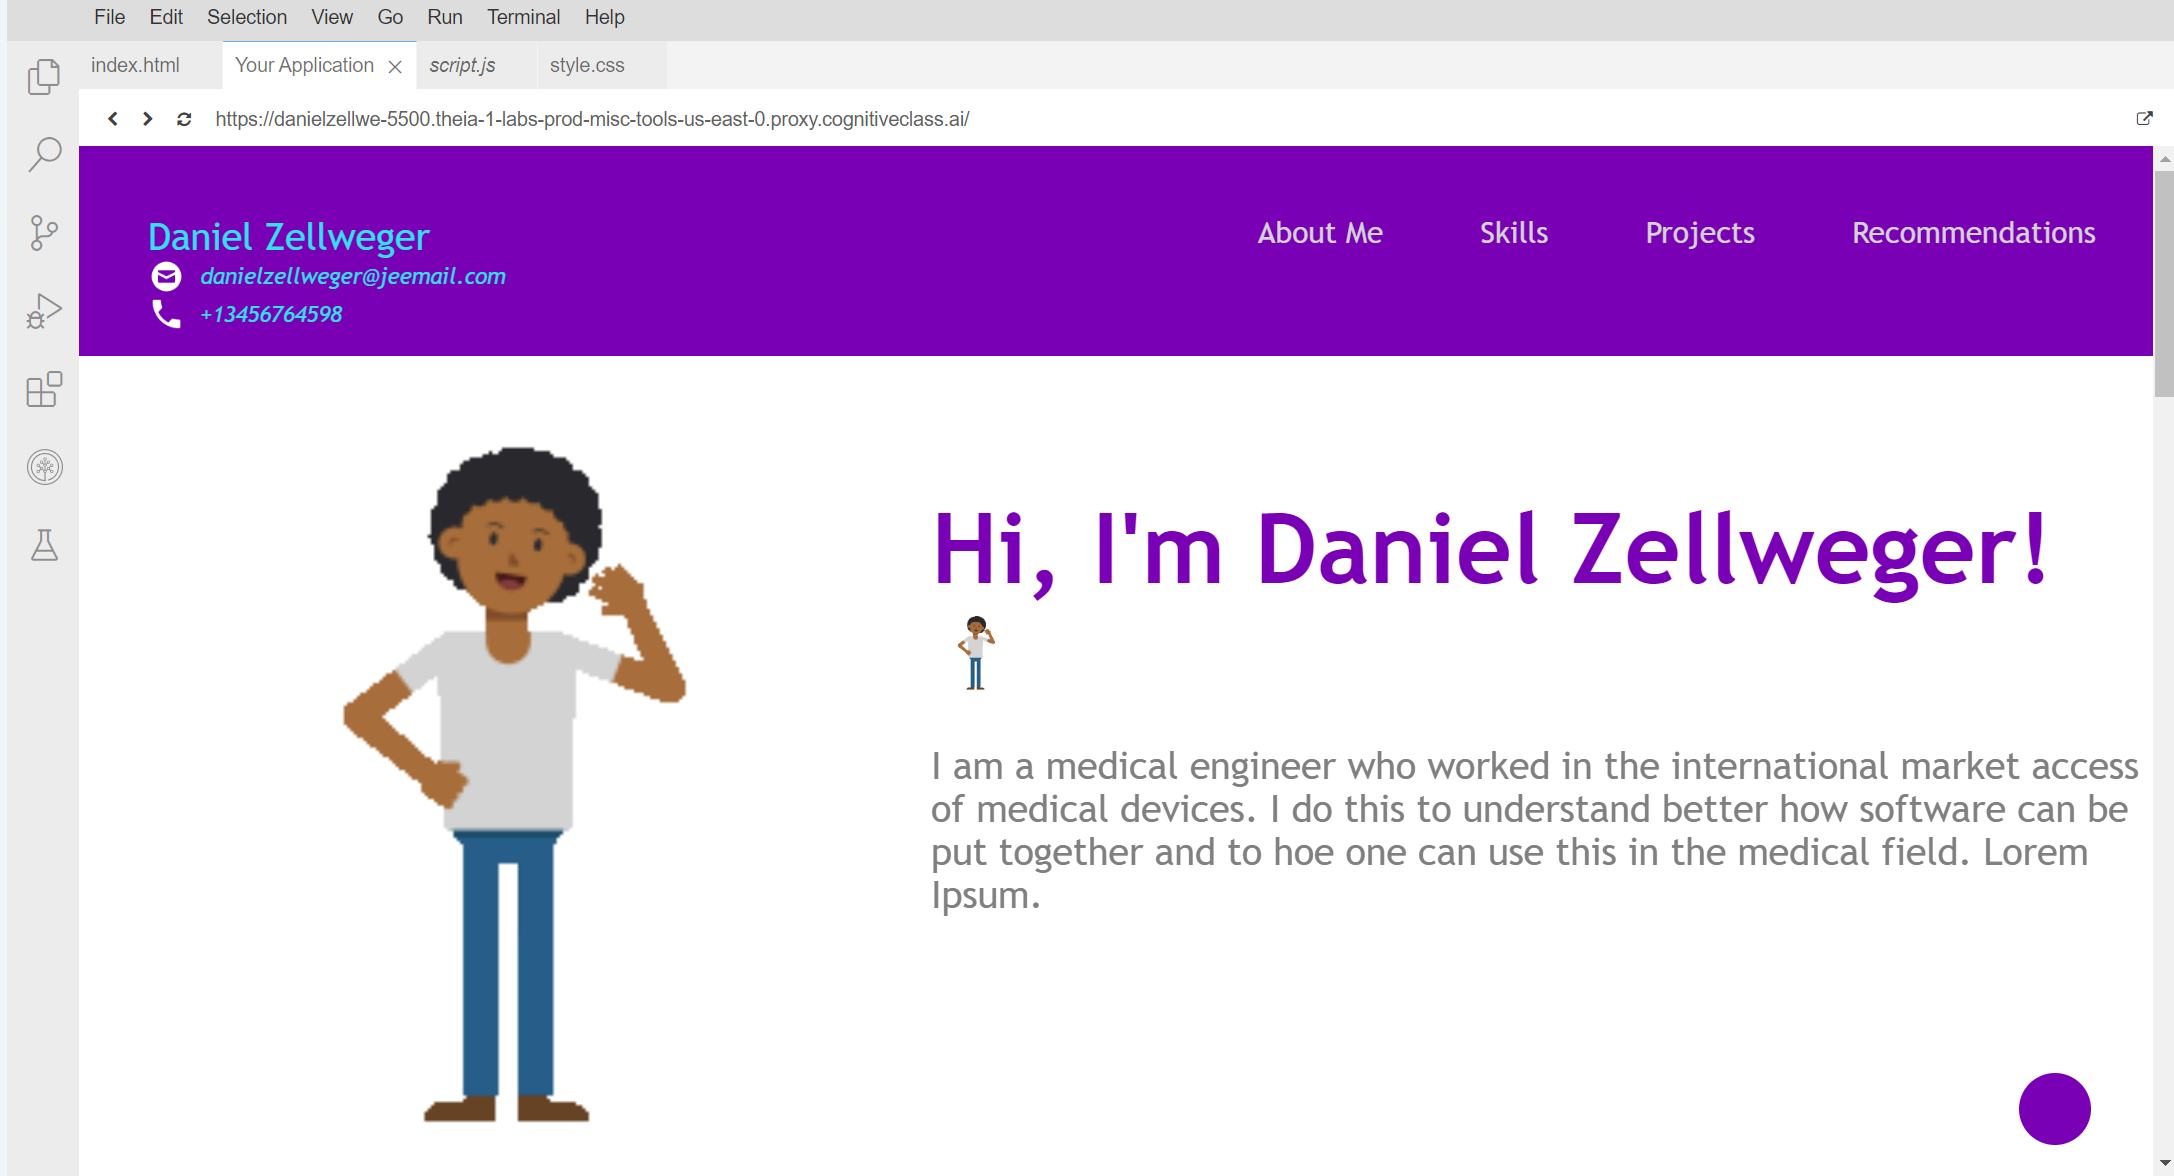 File Edit Selection View Go Run Terminal Help
index.html Your Application script.js style.css
https://danielzellwe-5500.theia-1-labs-prod-misc-tools-us-east-0.proxy.cognitiveclass.ai/
Daniel Zellweger
danielzellweger@jeemail.com
+13456764598
About Me Skills Projects Recommendations
Hi, I'm Daniel Zellweger!
I am a medical engineer who worked in the international market access
of medical devices. I do this to understand better how software can be
put together and to hoe one can use this in the medical field. Lorem
Ipsum.